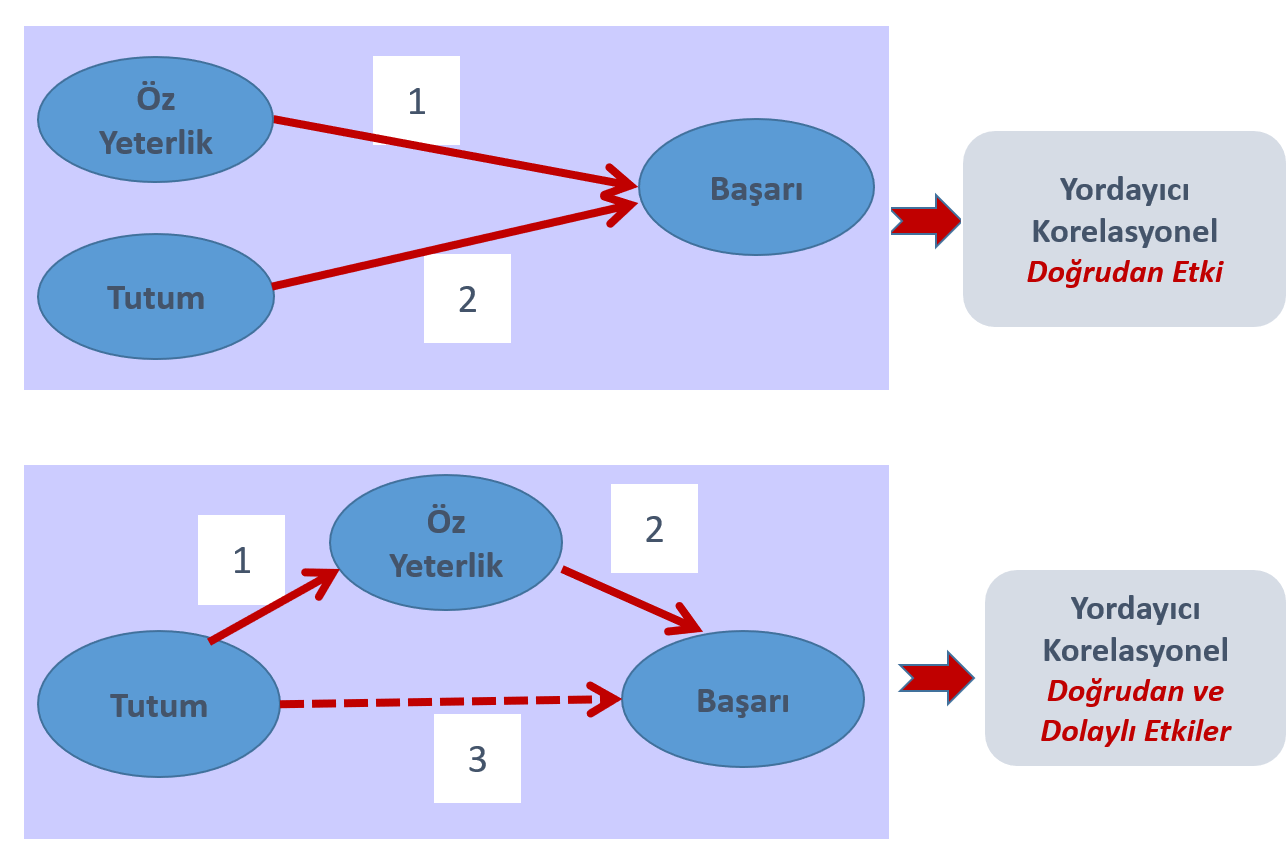 Öz
Yeterlik
1
Başarı
Tutum
2
Yordayıcı
Korelasyonel
Doğrudan Etki
Öz
Yeterlik
1
2
Tutum
Başarı
3
Yordayıcı
Korelasyonel
Doğrudan ve
Dolaylı Etkiler